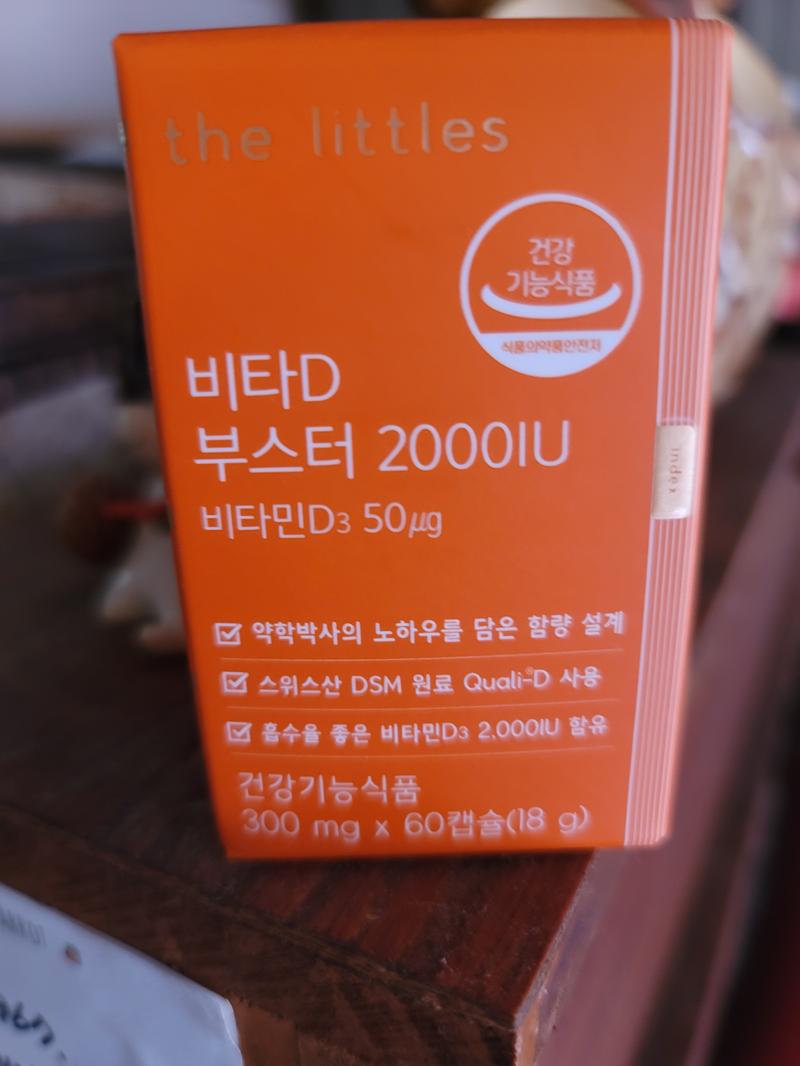 the littles
건강
기능식품
식품의약품안전처
비타D
부스터 2000IU
비타민D3 50㎍
index
약학박사의 노하우를 담은 함량 설계
스위스산 DSM 원료 Quali®-D 사용
흡수율 좋은 비타민D3 2,000IU 함유
건강기능식품
300 mg x 60캡슐(18 g)